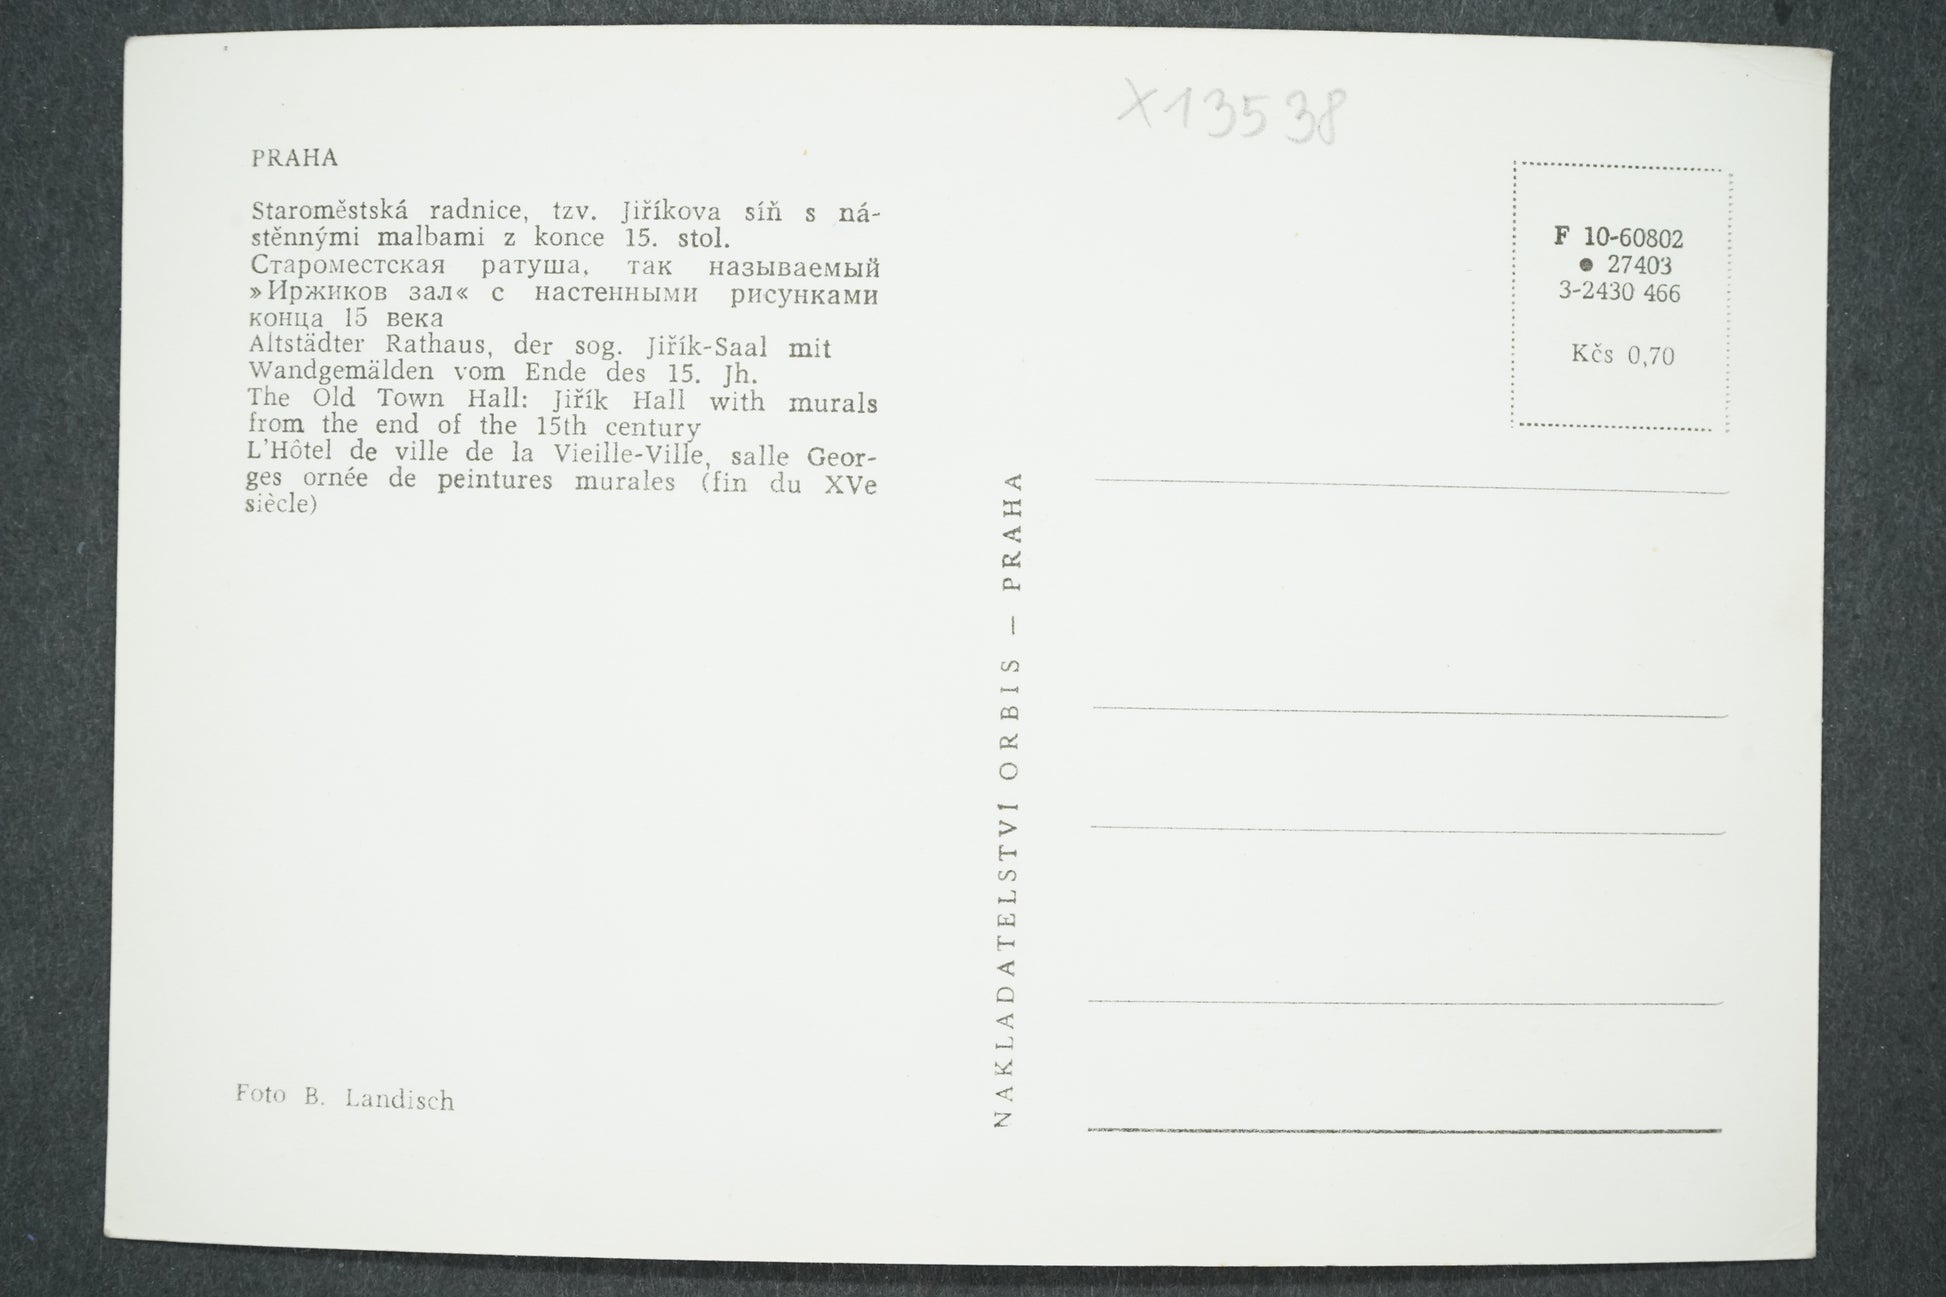 PRAHA
Staroměstská radnice, tzv. Jiříkova síň s ná-
stěnnými malbami z konce 15. stol.
Староместская ратуша, так называемый
»Иржиков зал« с настенными рисунками
конца 15 века
Altstädter Rathaus, der sog. Jiřík-Saal mit
Wandgemälden vom Ende des 15. Jh.
The Old Town Hall: Jiřík Hall with murals
from the end of the 15th century
L'Hôtel de ville de la Vieille-Ville, salle Geor-
ges ornée de peintures murales (fin du XVe
siècle)
Foto B. Landisch
NAKLADATELSTVÍ ORBIS — PRAHA
X13538
F 10-60802
● 27403
3-2430 466
Kčs 0,70